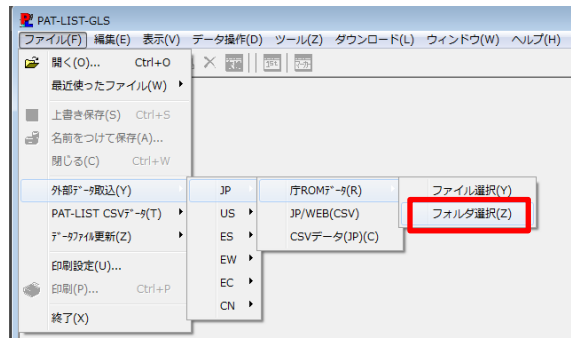 PAT-LIST-GLS
ファイル(F) 編集(E) 表示(V) データ操作(D) ツール(Z) ダウンロード(L) ウィンドウ(W) ヘルプ(H)
開く(O)... Ctrl+O
最近使ったファイル(W)
上書き保存(S) Ctrl+S
名前をつけて保存(A)...
閉じる(C) Ctrl+W
外部ﾃﾞｰﾀ取込(Y) JP 庁ROMﾃﾞｰﾀ(R) ファイル選択(Y)
PAT-LIST CSVﾃﾞｰﾀ(T) US JP/WEB(CSV) フォルダ選択(Z)
ﾃﾞｰﾀﾌｧｲﾙ更新(Z) ES CSVデータ(JP)(C)
印刷設定(U)... EW
印刷(P)... Ctrl+P EC
終了(X) CN